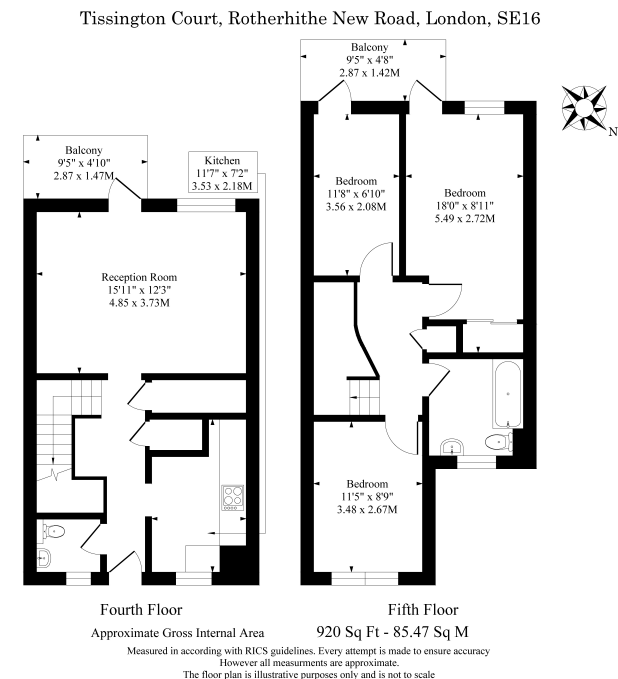 Tissington Court, Rotherhithe New Road, London, SE16
Balcony
9'5" x 4'8"
2.87 x 1.42M
N
Balcony
9'5" x 4'10"
2.87 x 1.47M
Kitchen
11'7" x 7'2"
3.53 x 2.18M
Bedroom
11'8" x 6'10"
3.56 x 2.08M
Bedroom
18'0" x 8'11"
5.49 x 2.72M
Reception Room
15'11" x 12'3"
4.85 x 3.73M
Bedroom
11'5" x 8'9"
3.48 x 2.67M
Fourth Floor
Fifth Floor
Approximate Gross Internal Area 920 Sq Ft - 85.47 Sq M
Measured in according with RICS guidelines. Every attempt is made to ensure accuracy
However all measurments are approximate.
The floor plan is illustrative purposes only and is not to scale